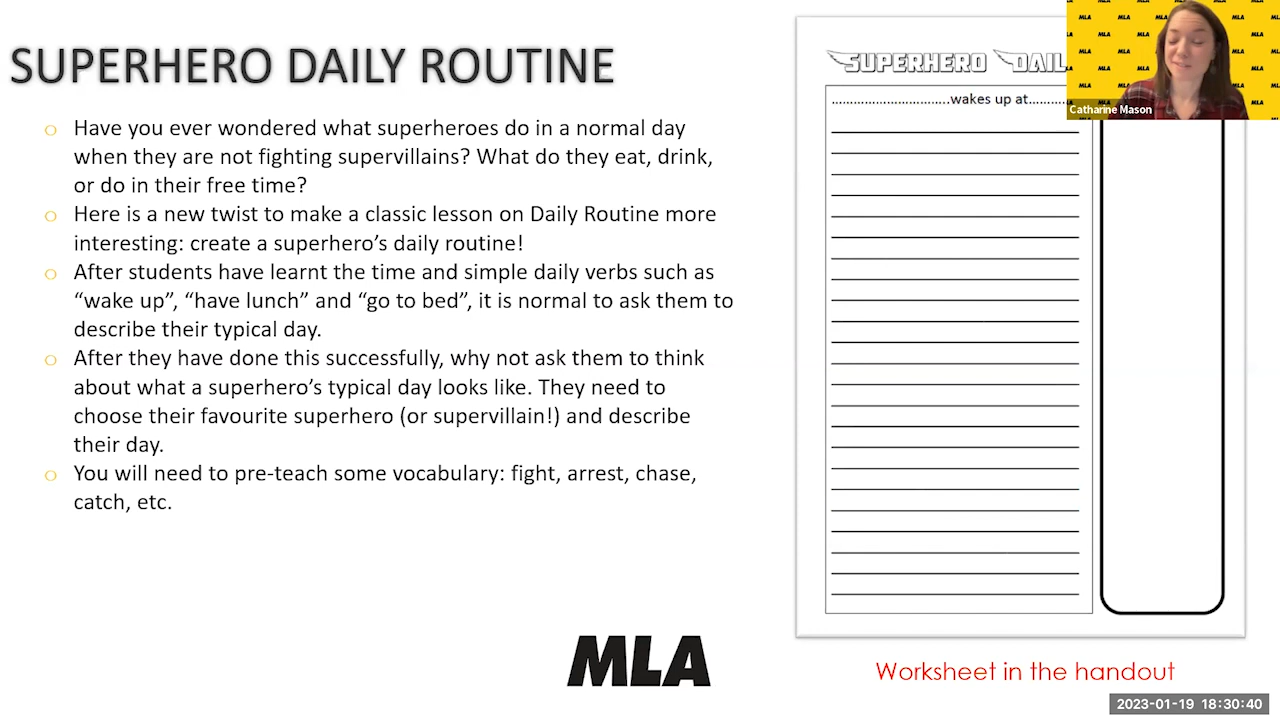 SUPERHERO DAILY ROUTINE
o Have you ever wondered what superheroes do in a normal day
when they are not fighting supervillains? What do they eat, drink,
or do in their free time?
o Here is a new twist to make a classic lesson on Daily Routine more
interesting: create a superhero’s daily routine!
o After students have learnt the time and simple daily verbs such as
“wake up”, “have lunch” and “go to bed”, it is normal to ask them to
describe their typical day.
o After they have done this successfully, why not ask them to think
about what a superhero’s typical day looks like. They need to
choose their favourite superhero (or supervillain!) and describe
their day.
o You will need to pre-teach some vocabulary: fight, arrest, chase,
catch, etc.
MLA
SUPERHERO DAIL
................................wakes up at..........
Worksheet in the handout
MLA MLA MLA MLA
Catharine Mason
2023-01-19 18:30:40